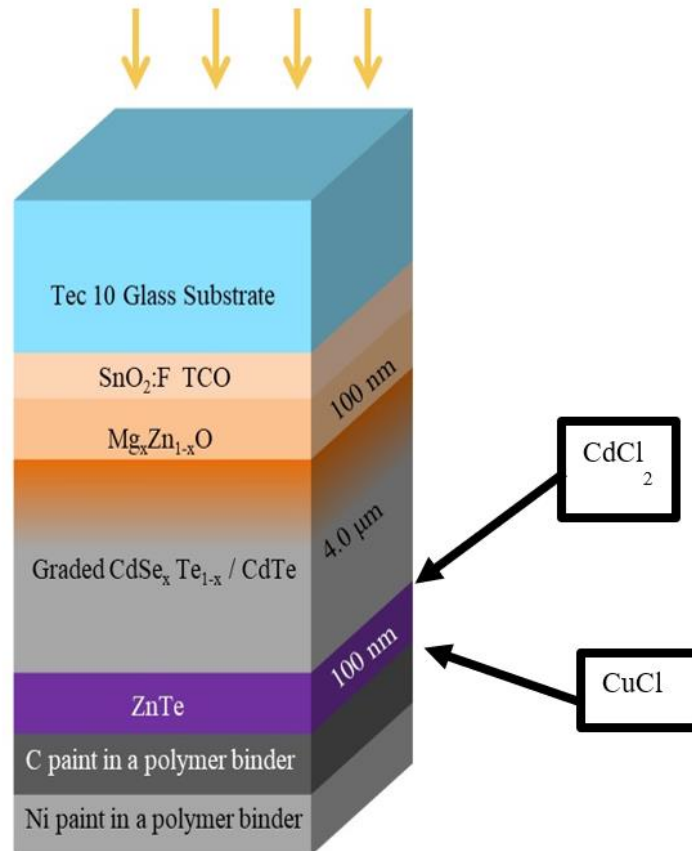 Tec 10 Glass Substrate
SnO₂:F TCO
100 nm
MgₓZn₁₋ₓO
CdCl₂
4.0 μm
Graded CdSeₓ Te₁₋ₓ / CdTe
100 nm
CuCl
ZnTe
C paint in a polymer binder
Ni paint in a polymer binder